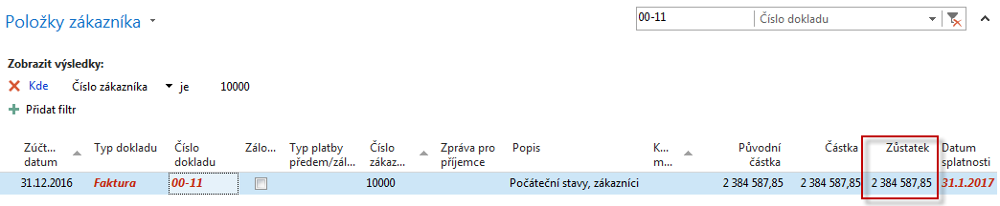 Položky zákazníka
00-11 Číslo dokladu
Zobrazit výsledky:
Kde Číslo zákazníka je 10000
Přidat filtr
Zúčt... Typ dokladu Číslo Zálo... Typ platby Číslo Zpráva pro Popis K... Původní Částka Zůstatek Datum
datum dokladu předem/zál... zákaz... příjemce m... částka splatnosti
31.12.2016 Faktura 00-11 10000 Počáteční stavy, zákazníci 2 384 587,85 2 384 587,85 2 384 587,85 31.1.2017